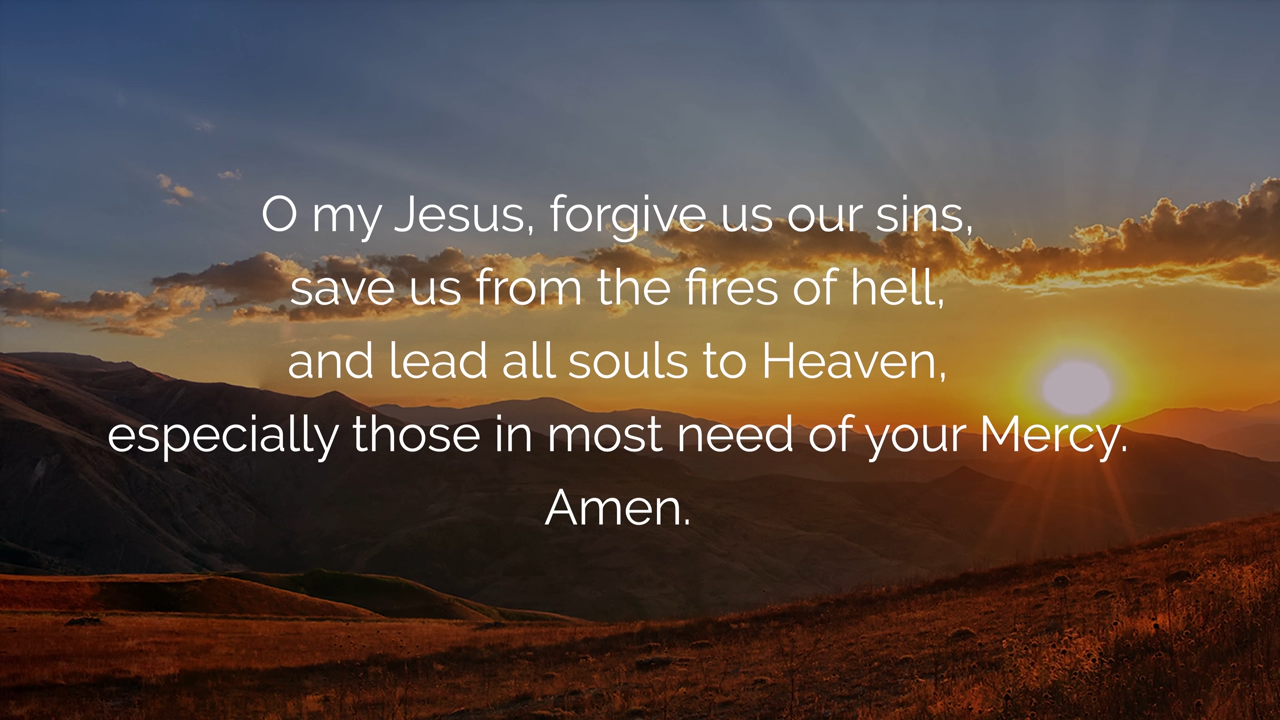 O my Jesus, forgive us our sins,
save us from the fires of hell,
and lead all souls to Heaven,
especially those in most need of your Mercy.
Amen.